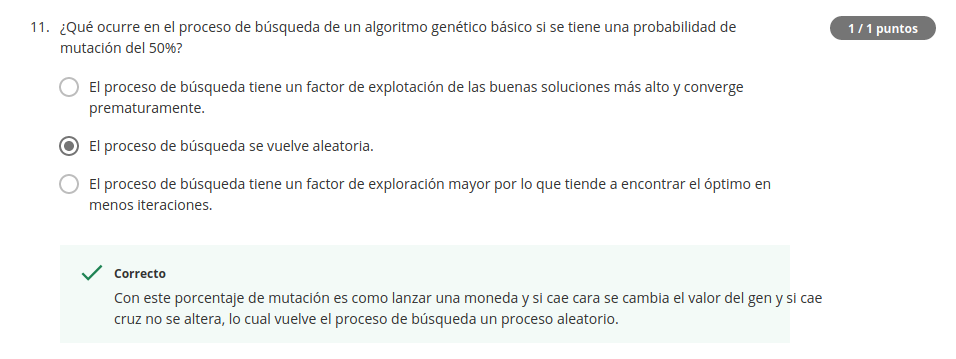 11. ¿Qué ocurre en el proceso de búsqueda de un algoritmo genético básico si se tiene una probabilidad de
mutación del 50%?
1 / 1 puntos
El proceso de búsqueda tiene un factor de explotación de las buenas soluciones más alto y converge
prematuramente.
El proceso de búsqueda se vuelve aleatoria.
El proceso de búsqueda tiene un factor de exploración mayor por lo que tiende a encontrar el óptimo en
menos iteraciones.
Correcto
Con este porcentaje de mutación es como lanzar una moneda y si cae cara se cambia el valor del gen y si cae
cruz no se altera, lo cual vuelve el proceso de búsqueda un proceso aleatorio.